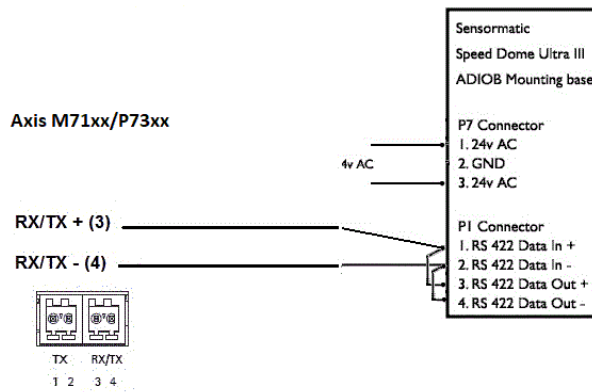 Sensormatic
Speed Dome Ultra III
ADIOB Mounting base
Axis M71xx/P73xx
P7 Connector
1. 24v AC
4v AC
2. GND
3. 24v AC
RX/TX + (3)
P1 Connector
1. RS 422 Data In +
RX/TX - (4)
2. RS 422 Data In -
3. RS 422 Data Out +
4. RS 422 Data Out -
TX RX/TX
1 2 3 4